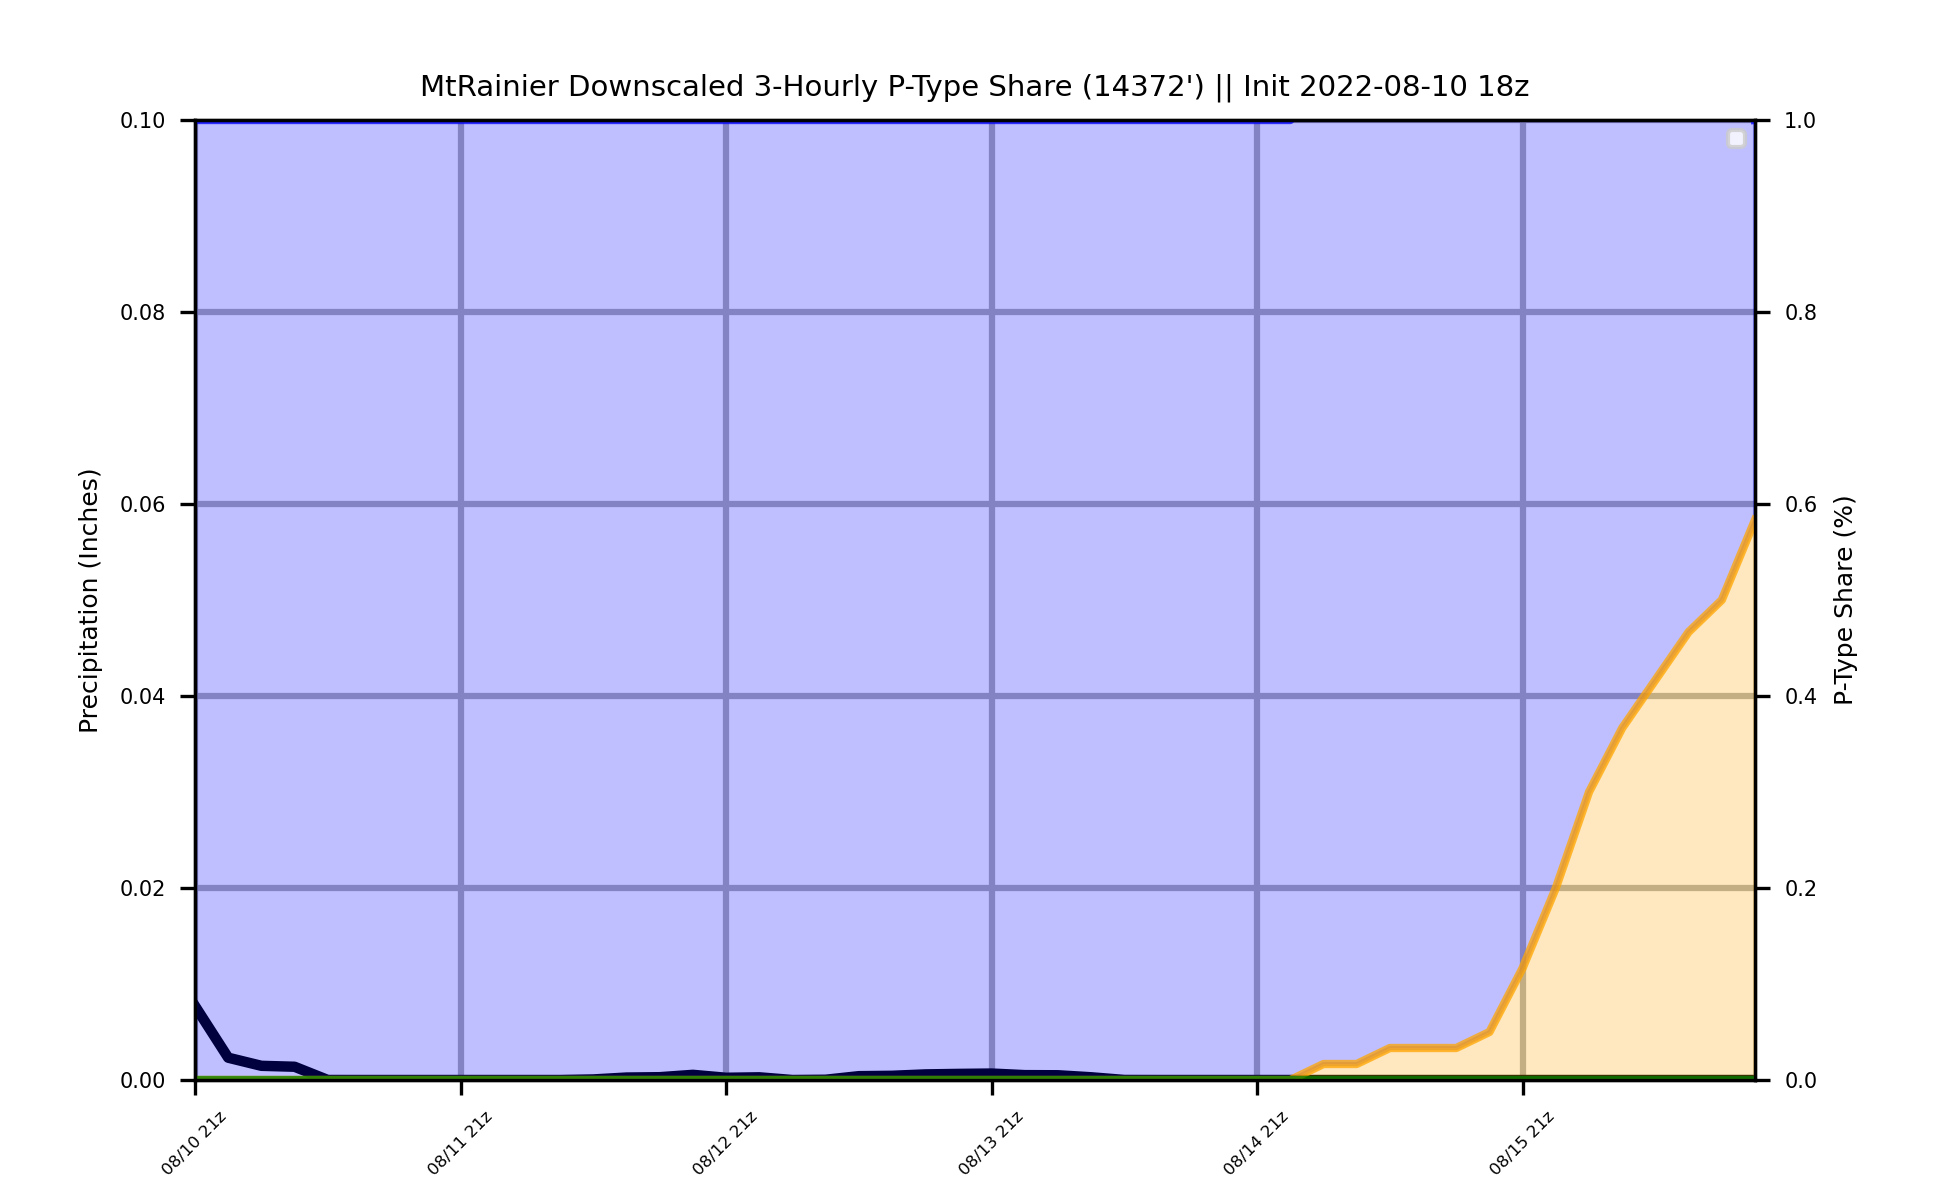 MtRainier Downscaled 3-Hourly P-Type Share (14372') || Init 2022-08-10 18z
Precipitation (Inches)
0.10
0.08
0.06
0.04
0.02
0.00
1.0
0.8
0.6
0.4
0.2
0.0
P-Type Share (%)
08/10 21z
08/11 21z
08/12 21z
08/13 21z
08/14 21z
08/15 21z